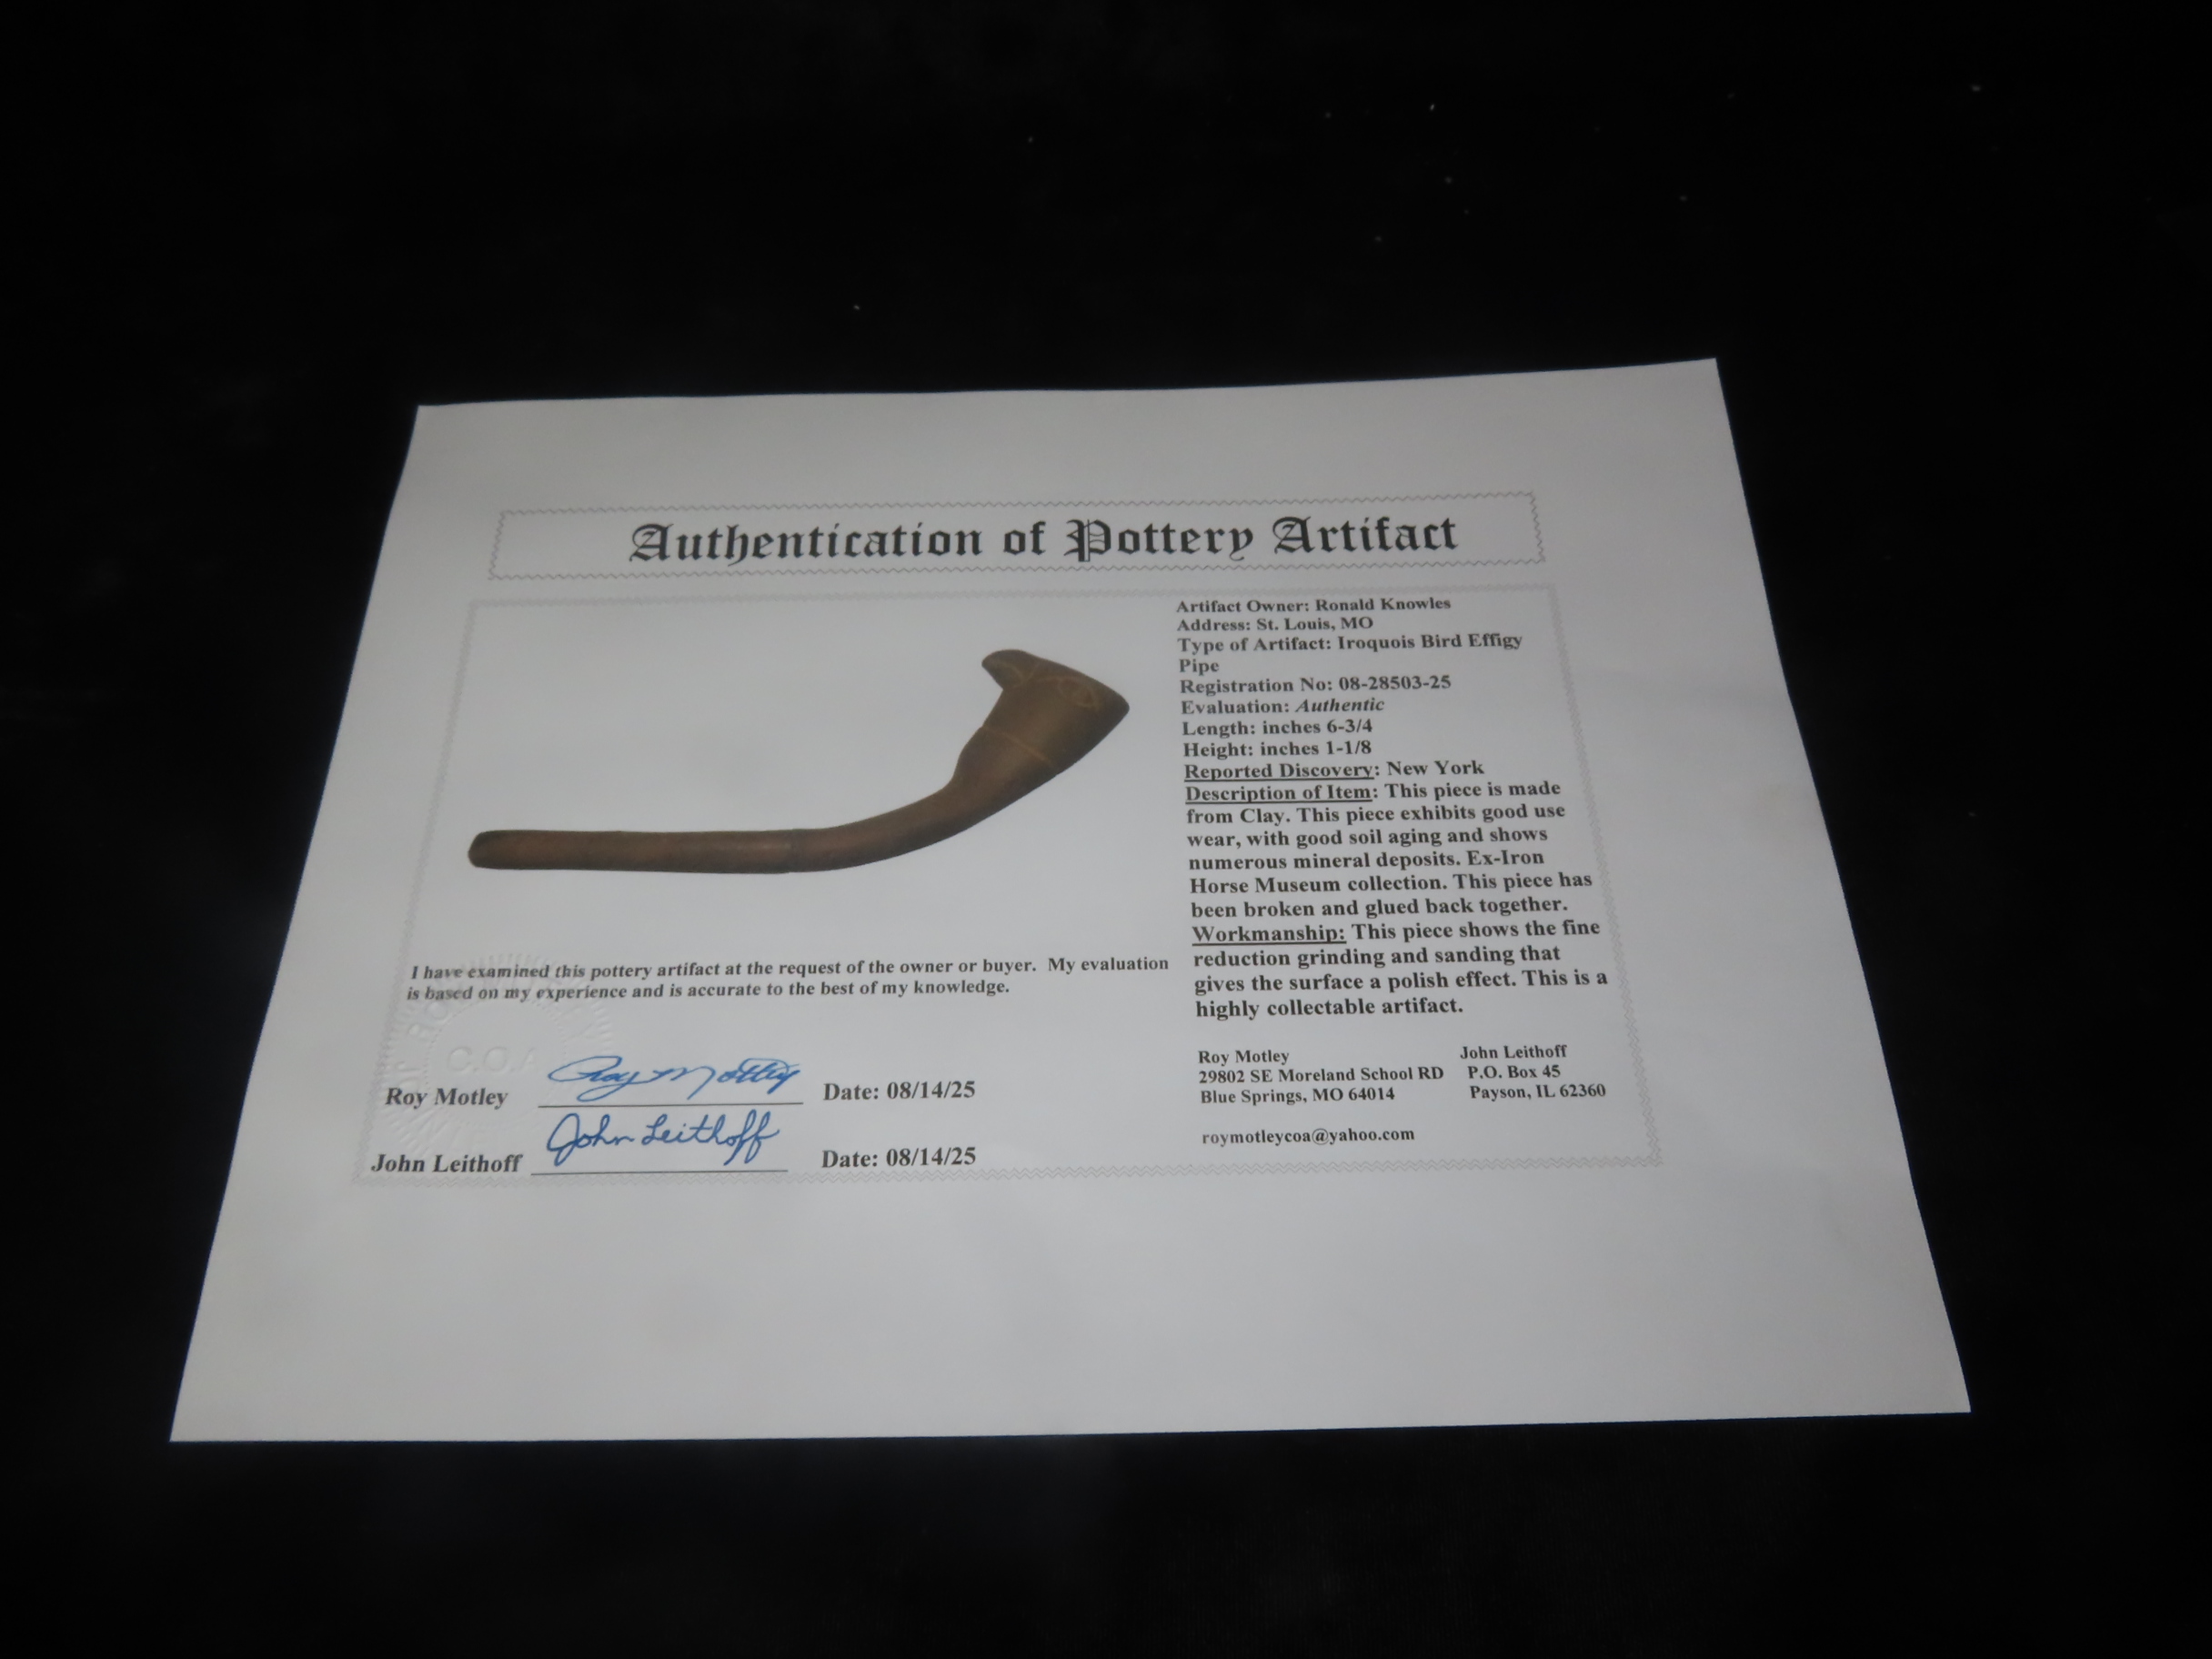 Authentication of Pottery Artifact
Artifact Owner: Ronald Knowles
Address: St. Louis, MO
Type of Artifact: Iroquois Bird Effigy
Pipe
Registration No: 08-28503-25
Evaluation: Authentic
Length: inches 6-3/4
Height: inches 1-1/8
Reported Discovery: New York
Description of Item: This piece is made
from Clay. This piece exhibits good use
wear, with good soil aging and shows
numerous mineral deposits. Ex-Iron
Horse Museum collection. This piece has
been broken and glued back together.
Workmanship: This piece shows the fine
reduction grinding and sanding that
gives the surface a polish effect. This is a
highly collectable artifact.
I have examined this pottery artifact at the request of the owner or buyer. My evaluation
is based on my experience and is accurate to the best of my knowledge.
Roy Motley Roy Motley Date: 08/14/25
John Leithoff John Leithoff Date: 08/14/25
Roy Motley
29802 SE Moreland School RD
Blue Springs, MO 64014
roymotleycoa@yahoo.com
John Leithoff
P.O. Box 45
Payson, IL 62360